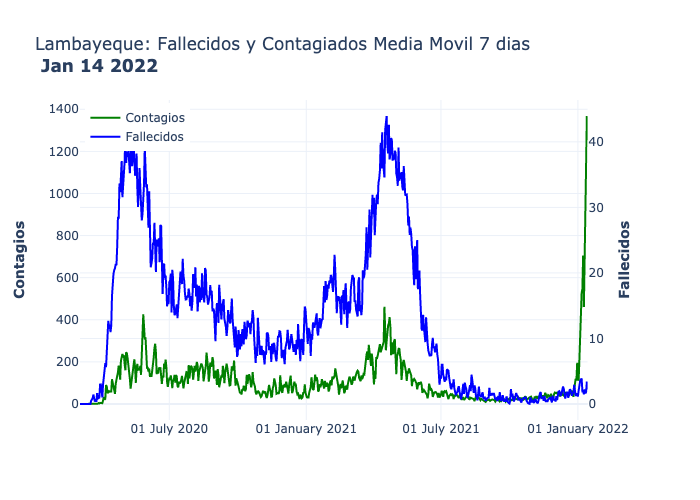 Lambayeque: Fallecidos y Contagiados Media Movil 7 dias
Jan 14 2022
Contagios
Fallecidos
1400
1200
1000
800
600
400
200
0
40
30
20
10
0
Contagios
Fallecidos
01 July 2020
01 January 2021
01 July 2021
01 January 2022